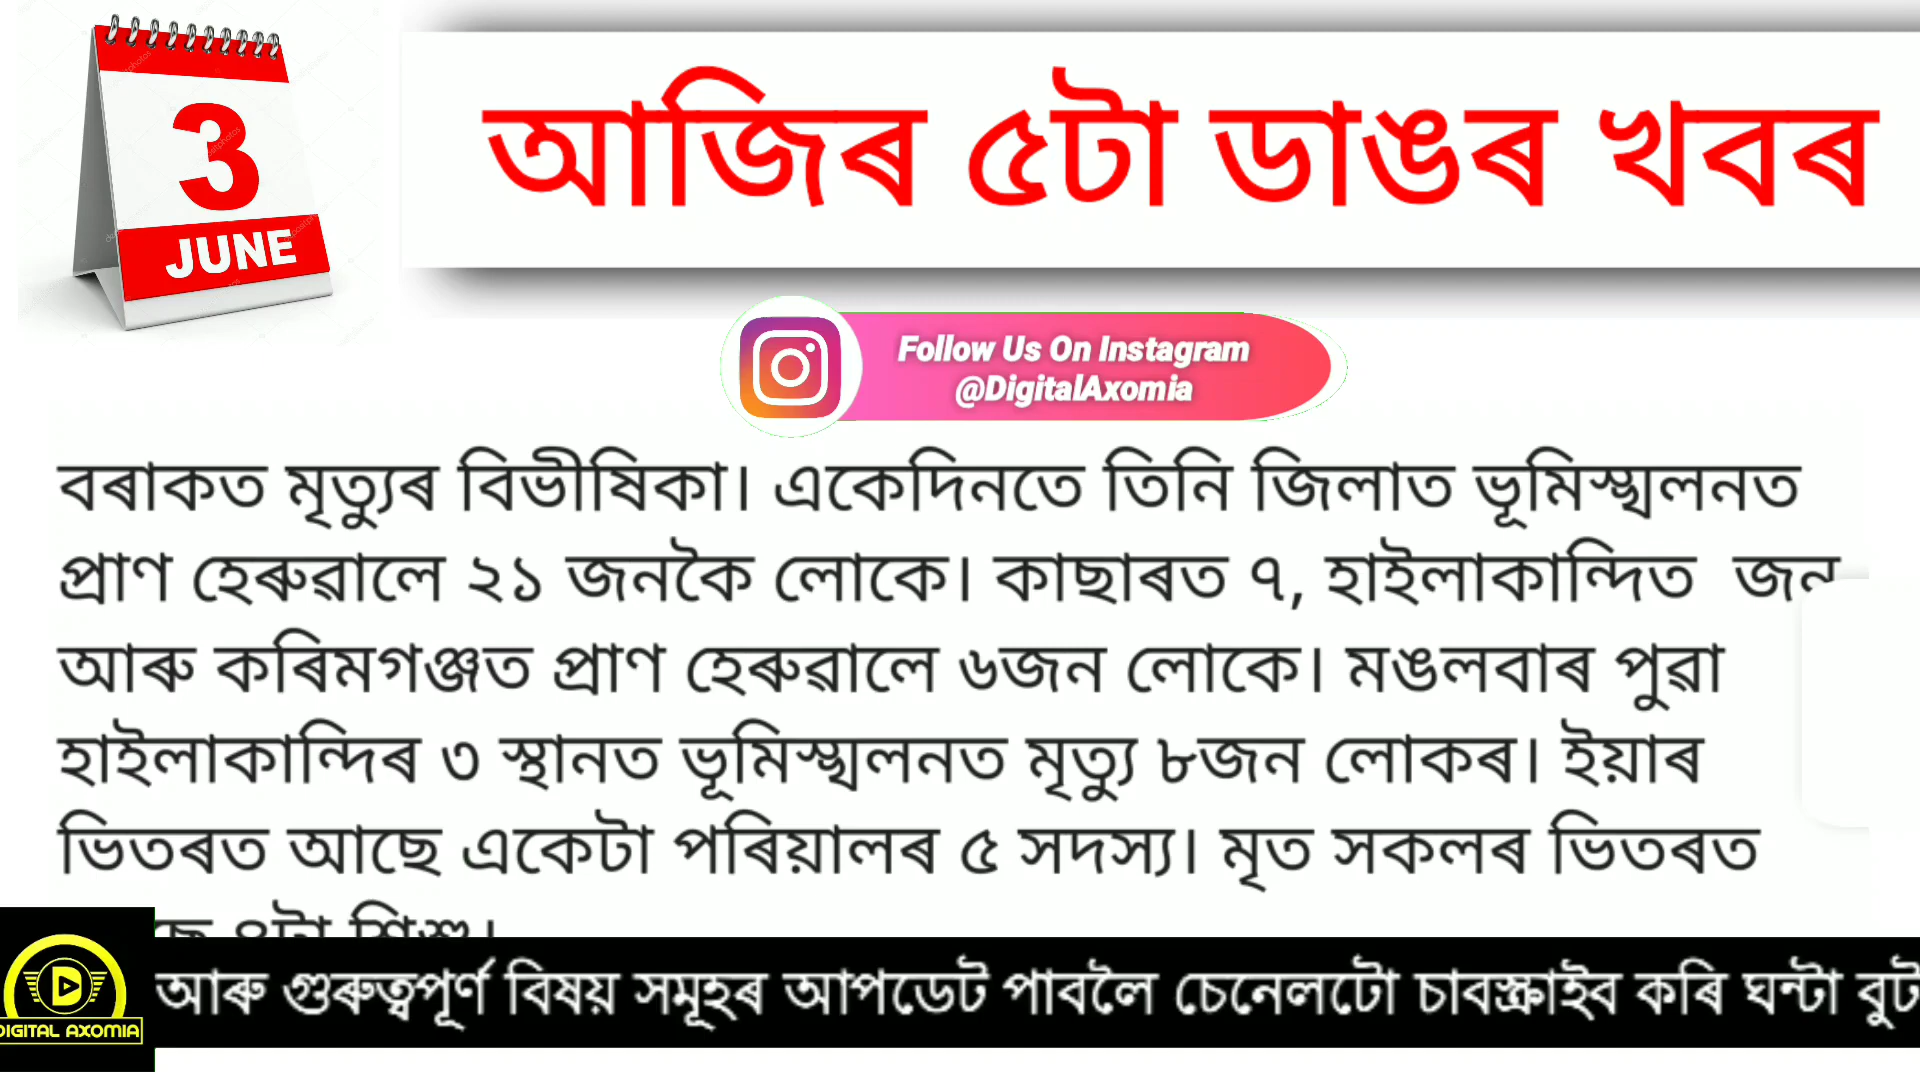 3
JUNE
আজিৰ ৫টা ডাঙৰ খবৰ
Follow Us On Instagram
@DigitalAxomia
বৰাকত মৃত্যুৰ বিভীষিকা। একেদিনতে তিনি জিলাত ভূমিস্খলনত
প্ৰাণ হেৰুৱালে ২১ জনকৈ লোকে। কাছাৰত ৭, হাইলাকান্দিত জন
আৰু কৰিমগঞ্জত প্ৰাণ হেৰুৱালে ৬জন লোকে। মঙলবাৰ পুৱা
হাইলাকান্দিৰ ৩ স্থানত ভূমিস্খলনত মৃত্যু ৮জন লোকৰ। ইয়াৰ
ভিতৰত আছে একেটা পৰিয়ালৰ ৫ সদস্য। মৃত সকলৰ ভিতৰত
শিশু।
আৰু গুৰুত্বপূৰ্ণ বিষয় সমূহৰ আপডেট পাবলৈ চেনেলটো চাবস্ক্ৰাইব কৰি ঘন্টা
DIGITAL AXOMIA